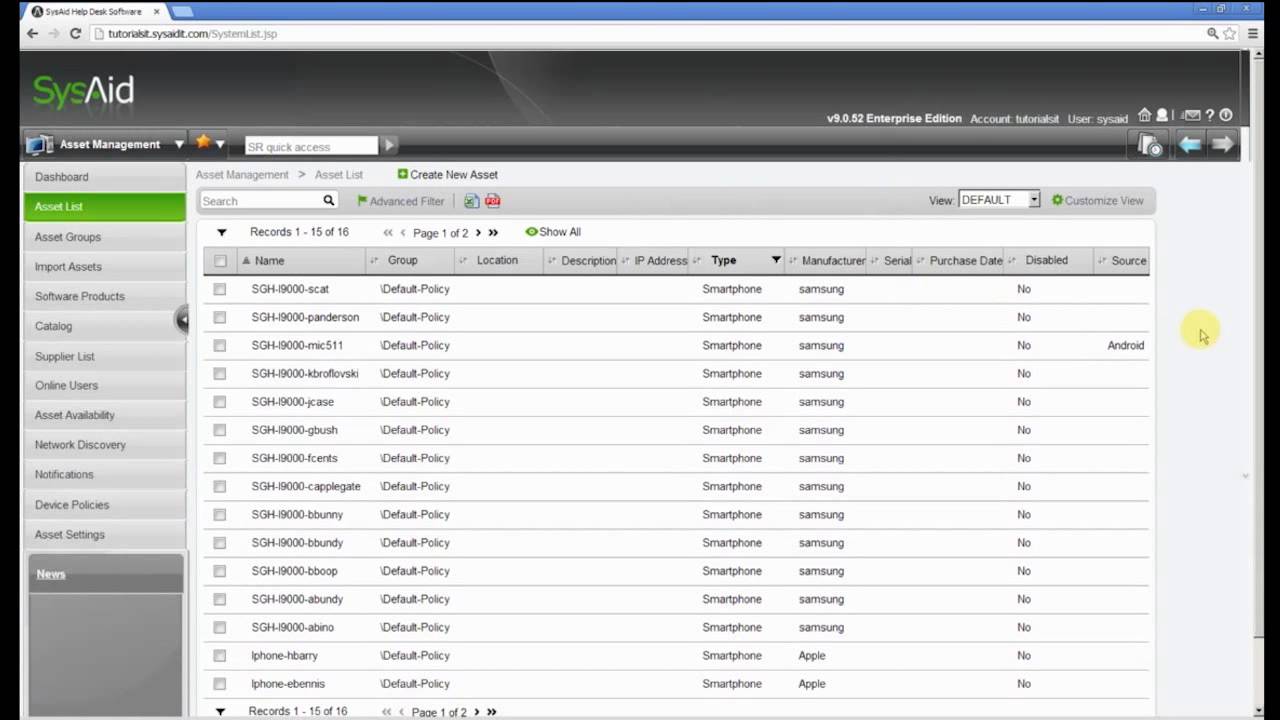 SysAid Help Desk Software
tutorialsit.sysaidit.com/SystemList.jsp
SysAid
v9.0.52 Enterprise Edition Account: tutorialsit User: sysaid
Asset Management SR quick access
Dashboard
Asset List
Asset Groups
Import Assets
Software Products
Catalog
Supplier List
Online Users
Asset Availability
Network Discovery
Notifications
Device Policies
Asset Settings
News
Asset Management > Asset List Create New Asset
Search Advanced Filter PDF View: DEFAULT Customize View
Records 1 - 15 of 16 Page 1 of 2 Show All
Name Group Location Description IP Address Type Manufacturer Serial Purchase Date Disabled Source
SGH-I9000-scat \Default-Policy Smartphone samsung No
SGH-I9000-panderson \Default-Policy Smartphone samsung No
SGH-I9000-mic511 \Default-Policy Smartphone samsung No Android
SGH-I9000-kbroflovski \Default-Policy Smartphone samsung No
SGH-I9000-jcase \Default-Policy Smartphone samsung No
SGH-I9000-gbush \Default-Policy Smartphone samsung No
SGH-I9000-fcents \Default-Policy Smartphone samsung No
SGH-I9000-capplegate \Default-Policy Smartphone samsung No
SGH-I9000-bbunny \Default-Policy Smartphone samsung No
SGH-I9000-bbundy \Default-Policy Smartphone samsung No
SGH-I9000-bboop \Default-Policy Smartphone samsung No
SGH-I9000-abundy \Default-Policy Smartphone samsung No
SGH-I9000-abino \Default-Policy Smartphone samsung No
Iphone-hbarry \Default-Policy Smartphone Apple No
Iphone-ebennis \Default-Policy Smartphone Apple No
Records 1 - 15 of 16 Page 1 of 2